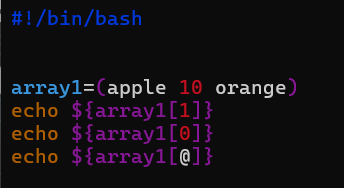 #!/bin/bash
array1=(apple 10 orange)
echo ${array1[1]}
echo ${array1[0]}
echo ${array1[@]}